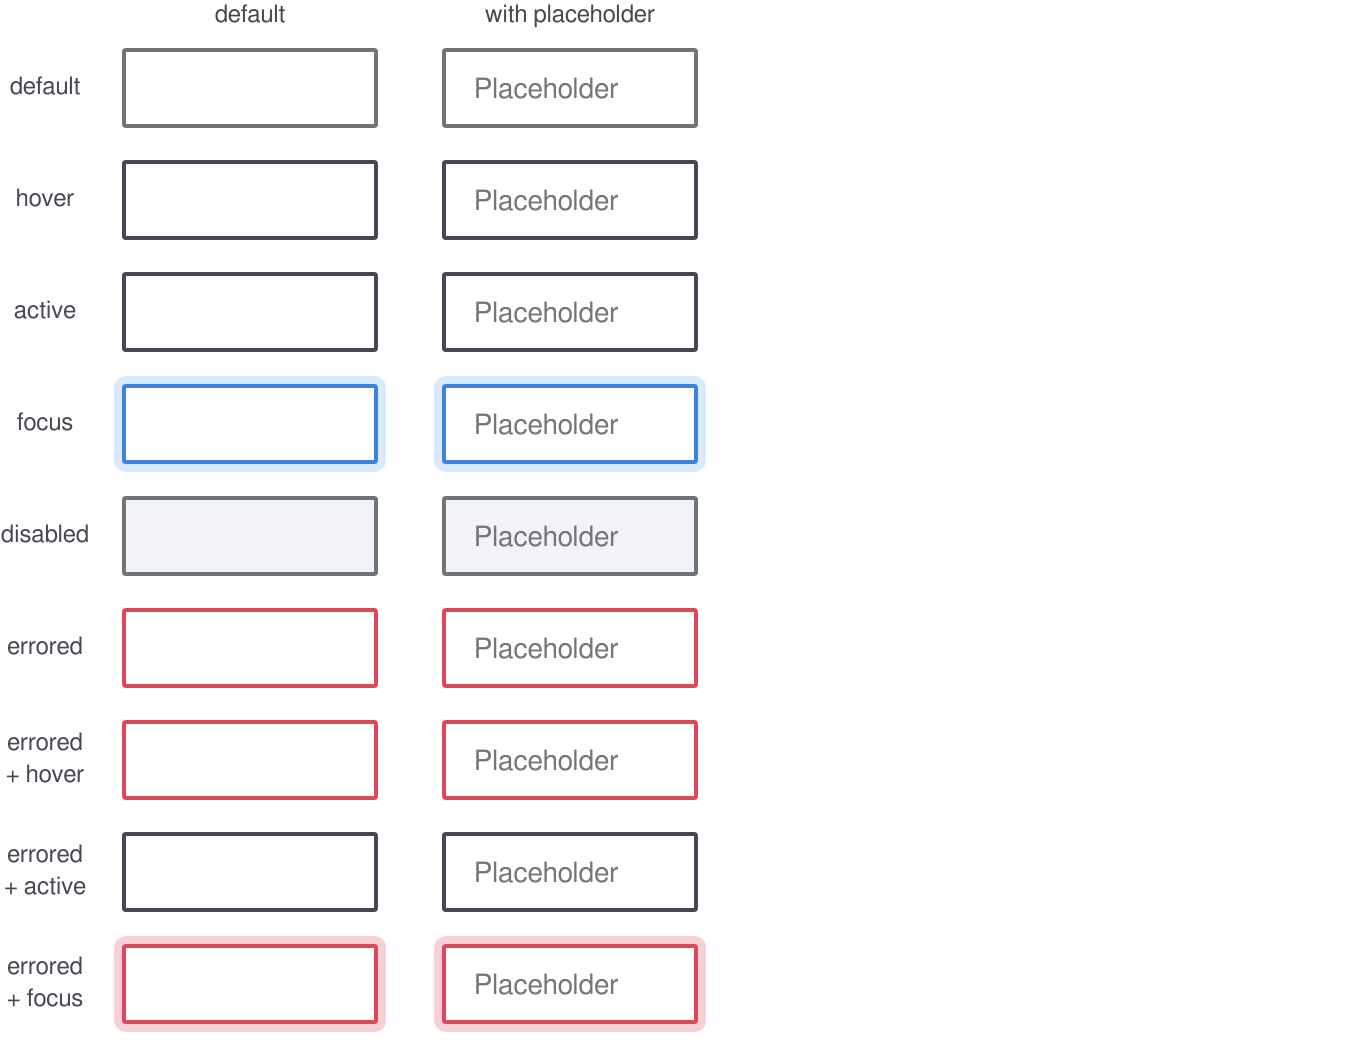 default
with placeholder
default
Placeholder
hover
Placeholder
active
Placeholder
focus
Placeholder
disabled
Placeholder
errored
Placeholder
errored
+ hover
Placeholder
errored
+ active
Placeholder
errored
+ focus
Placeholder